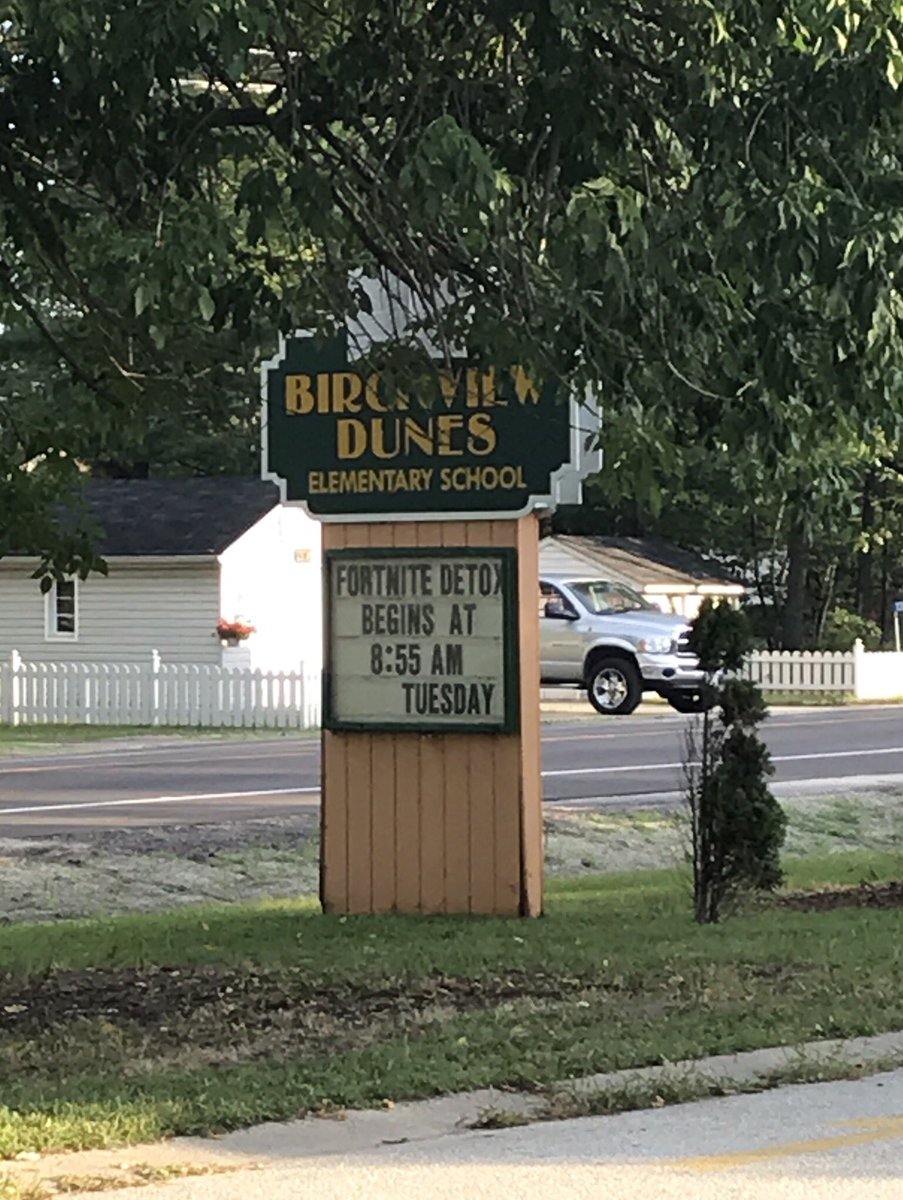 BIRCHVIEW
DUNES
ELEMENTARY SCHOOL
FORTNITE DETOX
BEGINS AT
8:55 AM
TUESDAY